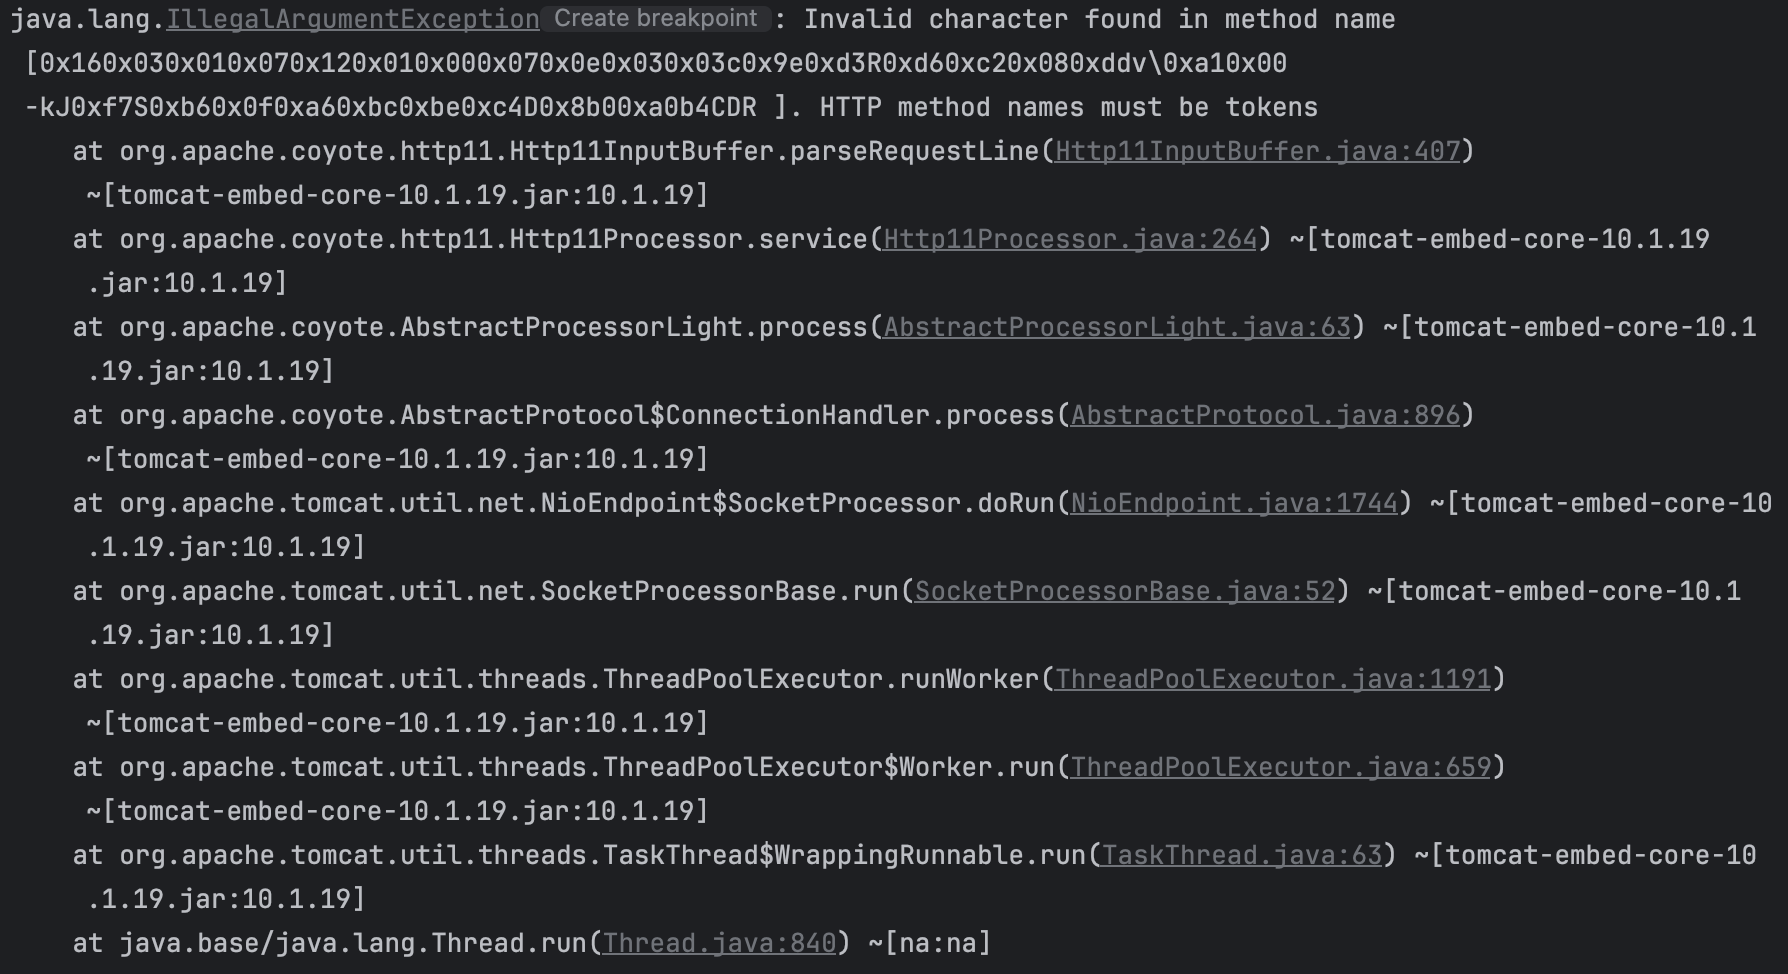 java.lang.IllegalArgumentException Create breakpoint : Invalid character found in method name
[0x160x030x010x070x120x010x000x070x0e0x030x03c0x9e0xd3R0xd60xc20x080xddv\0xa10x00
-kJ0xf7S0xb60x0f0xa60xbc0xbe0xc4D0x8b00xa0b4CDR ]. HTTP method names must be tokens
at org.apache.coyote.http11.Http11InputBuffer.parseRequestLine(Http11InputBuffer.java:407)
~[tomcat-embed-core-10.1.19.jar:10.1.19]
at org.apache.coyote.http11.Http11Processor.service(Http11Processor.java:264) ~[tomcat-embed-core-10.1.19
.jar:10.1.19]
at org.apache.coyote.AbstractProcessorLight.process(AbstractProcessorLight.java:63) ~[tomcat-embed-core-10.1
.19.jar:10.1.19]
at org.apache.coyote.AbstractProtocol$ConnectionHandler.process(AbstractProtocol.java:896)
~[tomcat-embed-core-10.1.19.jar:10.1.19]
at org.apache.tomcat.util.net.NioEndpoint$SocketProcessor.doRun(NioEndpoint.java:1744) ~[tomcat-embed-core-10
.1.19.jar:10.1.19]
at org.apache.tomcat.util.net.SocketProcessorBase.run(SocketProcessorBase.java:52) ~[tomcat-embed-core-10.1
.19.jar:10.1.19]
at org.apache.tomcat.util.threads.ThreadPoolExecutor.runWorker(ThreadPoolExecutor.java:1191)
~[tomcat-embed-core-10.1.19.jar:10.1.19]
at org.apache.tomcat.util.threads.ThreadPoolExecutor$Worker.run(ThreadPoolExecutor.java:659)
~[tomcat-embed-core-10.1.19.jar:10.1.19]
at org.apache.tomcat.util.threads.TaskThread$WrappingRunnable.run(TaskThread.java:63) ~[tomcat-embed-core-10
.1.19.jar:10.1.19]
at java.base/java.lang.Thread.run(Thread.java:840) ~[na:na]